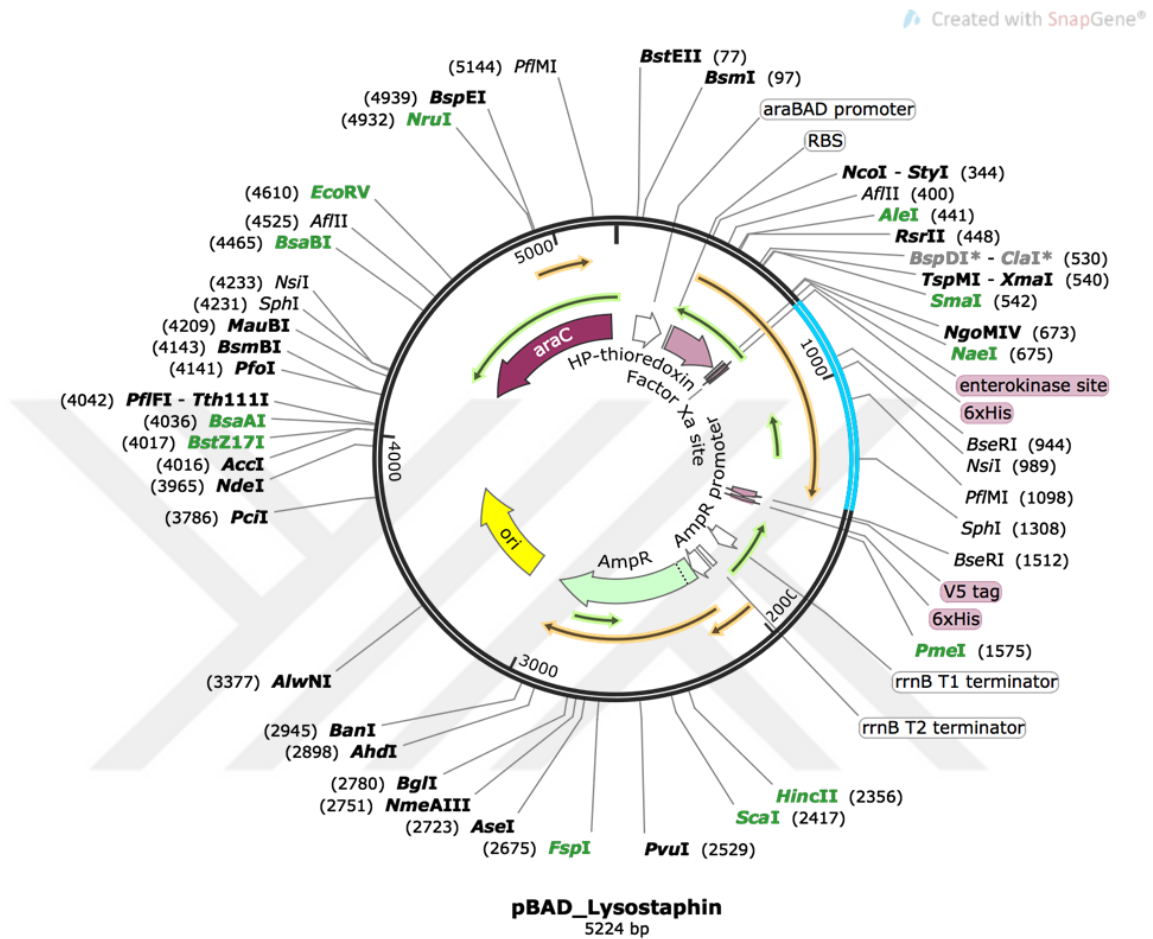 Created with SnapGene®
(5144) PflMI
BstEII (77)
BsmI (97)
(4939) BspEI
(4932) NruI
araBAD promoter
RBS
NcoI - StyI (344)
AflII (400)
AleI (441)
RsrII (448)
BspDI* - ClaI* (530)
TspMI - XmaI (540)
SmaI (542)
NgoMIV (673)
NaeI (675)
enterokinase site
6xHis
BseRI (944)
NsiI (989)
PflMI (1098)
SphI (1308)
BseRI (1512)
V5 tag
6xHis
PmeI (1575)
rrnB T1 terminator
rrnB T2 terminator
HincII (2356)
ScaI (2417)
PvuI (2529)
(4610) EcoRV
(4525) AflII
(4465) BsaBI
(4233) NsiI
(4231) SphI
(4209) MauBI
(4143) BsmBI
(4141) PfoI
(4042) PflFI - Tth111I
(4036) BsaAI
(4017) BstZ17I
(4016) AccI
(3965) NdeI
(3786) PciI
(3377) AlwNI
(2945) BanI
(2898) AhdI
(2780) BglI
(2751) NmeAIII
(2723) AseI
(2675) FspI
5000
1000
2000
3000
4000
araC
HP-thioredoxin
Factor Xa site
AmpR promoter
AmpR
ori
pBAD_Lysostaphin
5224 bp